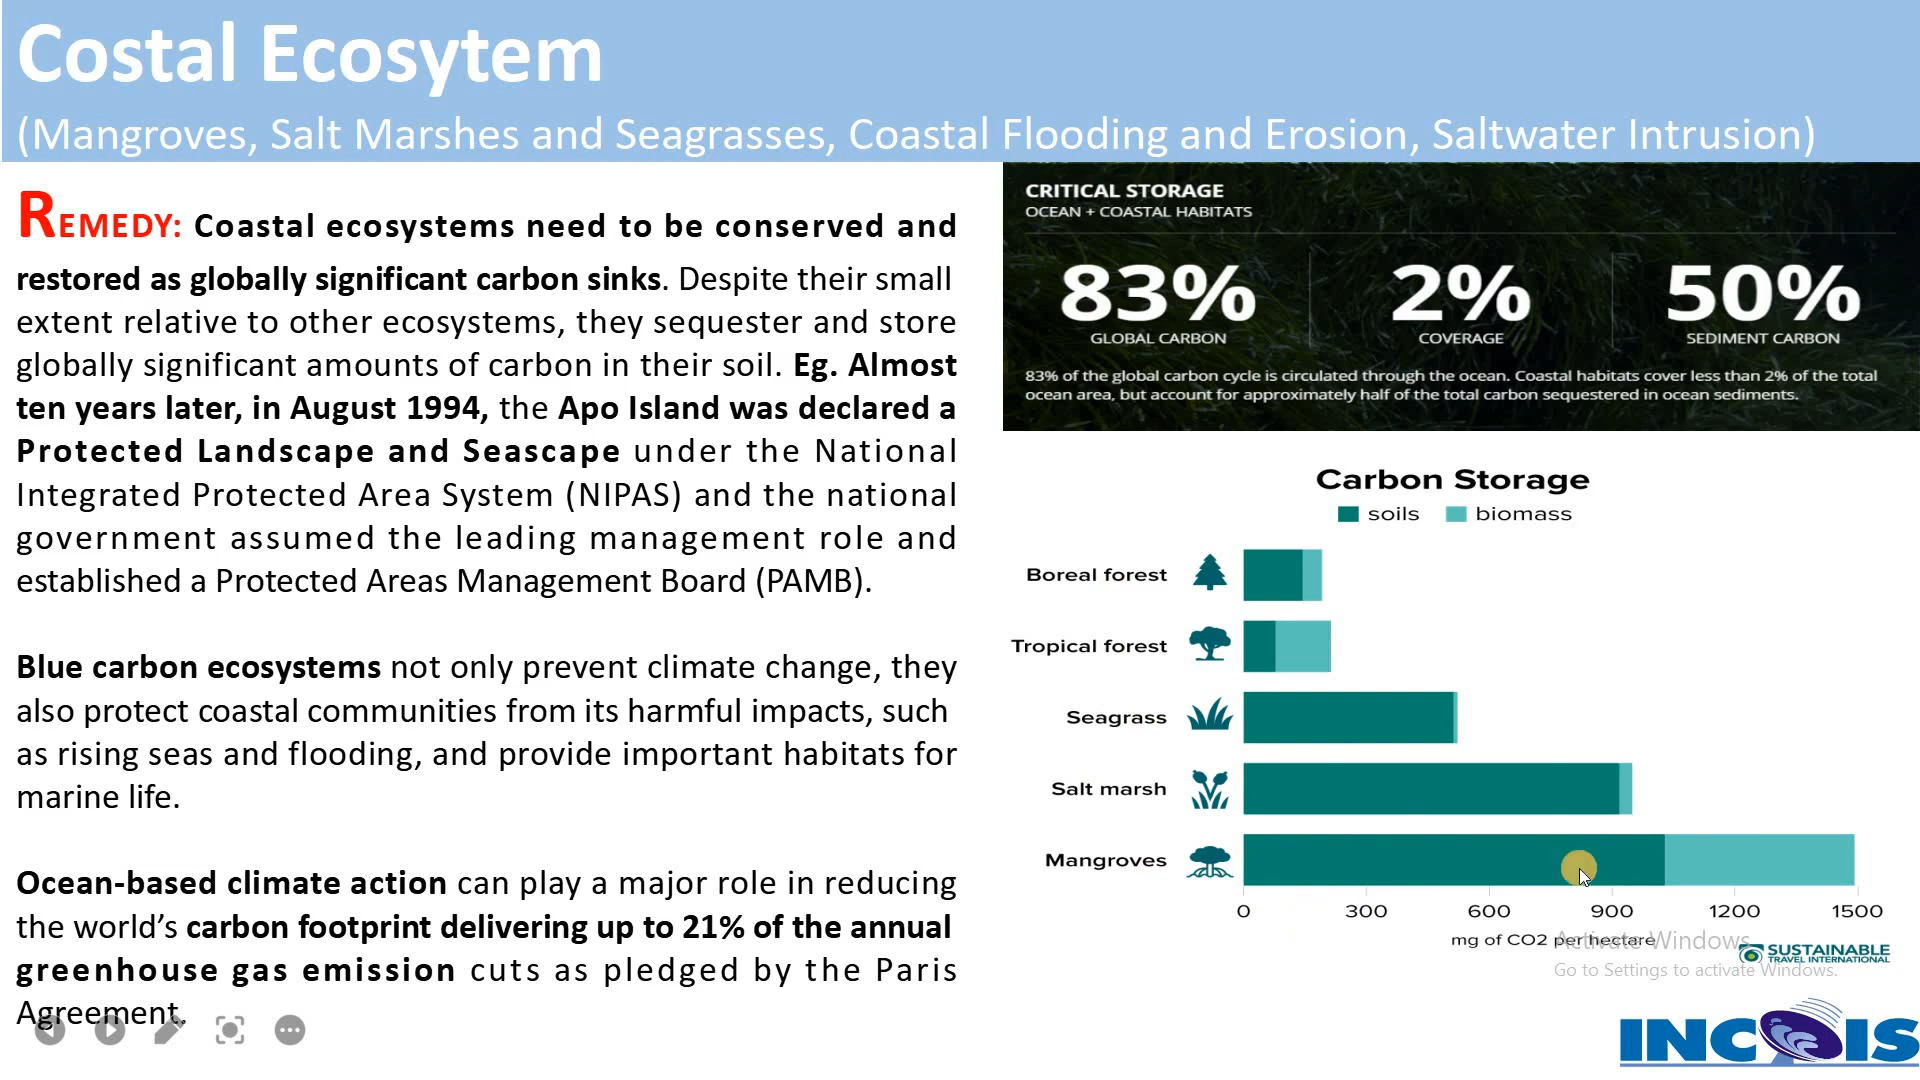 Costal Ecosytem
(Mangroves, Salt Marshes and Seagrasses, Coastal Flooding and Erosion, Saltwater Intrusion)
REMEDY: Coastal ecosystems need to be conserved and
restored as globally significant carbon sinks. Despite their small
extent relative to other ecosystems, they sequester and store
globally significant amounts of carbon in their soil. Eg. Almost
ten years later, in August 1994, the Apo Island was declared a
Protected Landscape and Seascape under the National
Integrated Protected Area System (NIPAS) and the national
government assumed the leading management role and
established a Protected Areas Management Board (PAMB).
Blue carbon ecosystems not only prevent climate change, they
also protect coastal communities from its harmful impacts, such
as rising seas and flooding, and provide important habitats for
marine life.
Ocean-based climate action can play a major role in reducing
the world’s carbon footprint delivering up to 21% of the annual
greenhouse gas emission cuts as pledged by the Paris
Agreement.
CRITICAL STORAGE
OCEAN + COASTAL HABITATS
83% 2% 50%
GLOBAL CARBON COVERAGE SEDIMENT CARBON
83% of the global carbon cycle is circulated through the ocean. Coastal habitats cover less than 2% of the total
ocean area, but account for approximately half of the total carbon sequestered in ocean sediments.
Carbon Storage
soils biomass
Boreal forest
Tropical forest
Seagrass
Salt marsh
Mangroves
0 300 600 900 1200 1500
mg of CO2 per hectare
Activate Windows
Go to Settings to activate Windows.
SUSTAINABLE
TRAVEL INTERNATIONAL
INCOIS